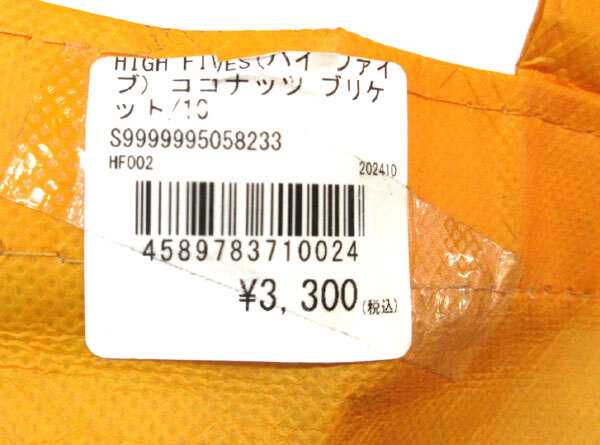 HIGH FIVES(ハイ ファイ
ブ) ココナッツ ブリケ
ット/10
S9999995058233
HF002
202410
4589783710024
¥3,300(税込)